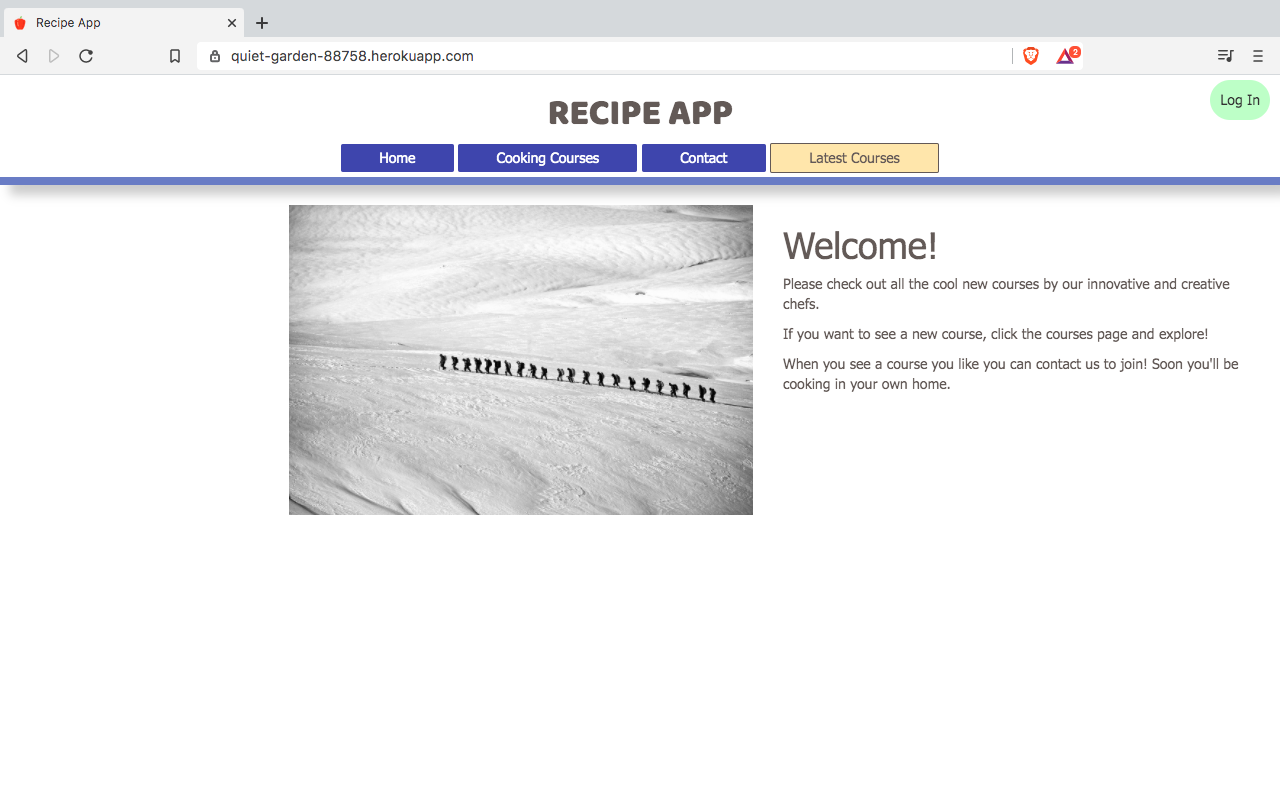 Recipe App
quiet-garden-88758.herokuapp.com
2
Log In
RECIPE APP
Home
Cooking Courses
Contact
Latest Courses
Welcome!
Please check out all the cool new courses by our innovative and creative
chefs.
If you want to see a new course, click the courses page and explore!
When you see a course you like you can contact us to join! Soon you'll be
cooking in your own home.